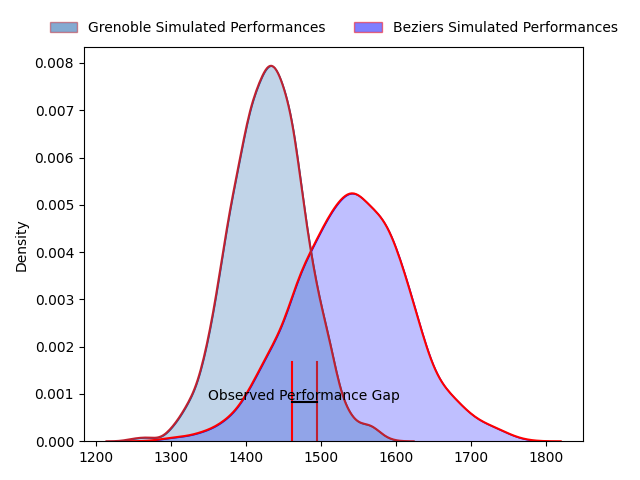 Grenoble Simulated Performances Beziers Simulated Performances
0.008
0.007
0.006
0.005
0.004
0.003
0.002
0.001
0.000
Density
Observed Performance Gap
1200 1300 1400 1500 1600 1700 1800